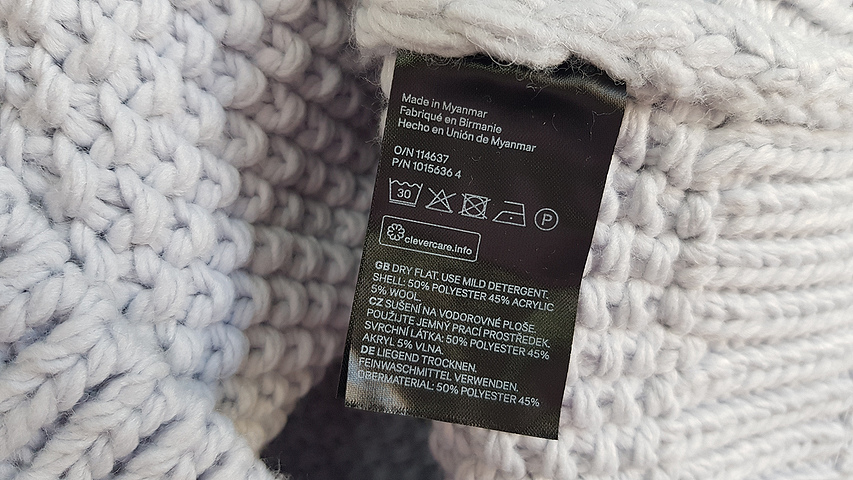 Made in Myanmar
Fabriqué en Birmanie
Hecho en Unión de Myanmar
O/N 114637
P/N 1015636 4
30 P
clevercare.info
GB DRY FLAT. USE MILD DETERGENT.
SHELL: 50% POLYESTER 45% ACRYLIC
5% WOOL.
CZ SUŠENÍ NA VODOROVNÉ PLOŠE.
POUŽIJTE JEMNÝ PRACÍ PROSTŘEDEK.
SVRCHNÍ LÁTKA: 50% POLYESTER 45%
AKRYL 5% VLNA.
DE LIEGEND TROCKNEN.
FEINWASCHMITTEL VERWENDEN.
OBERMATERIAL: 50% POLYESTER 45%